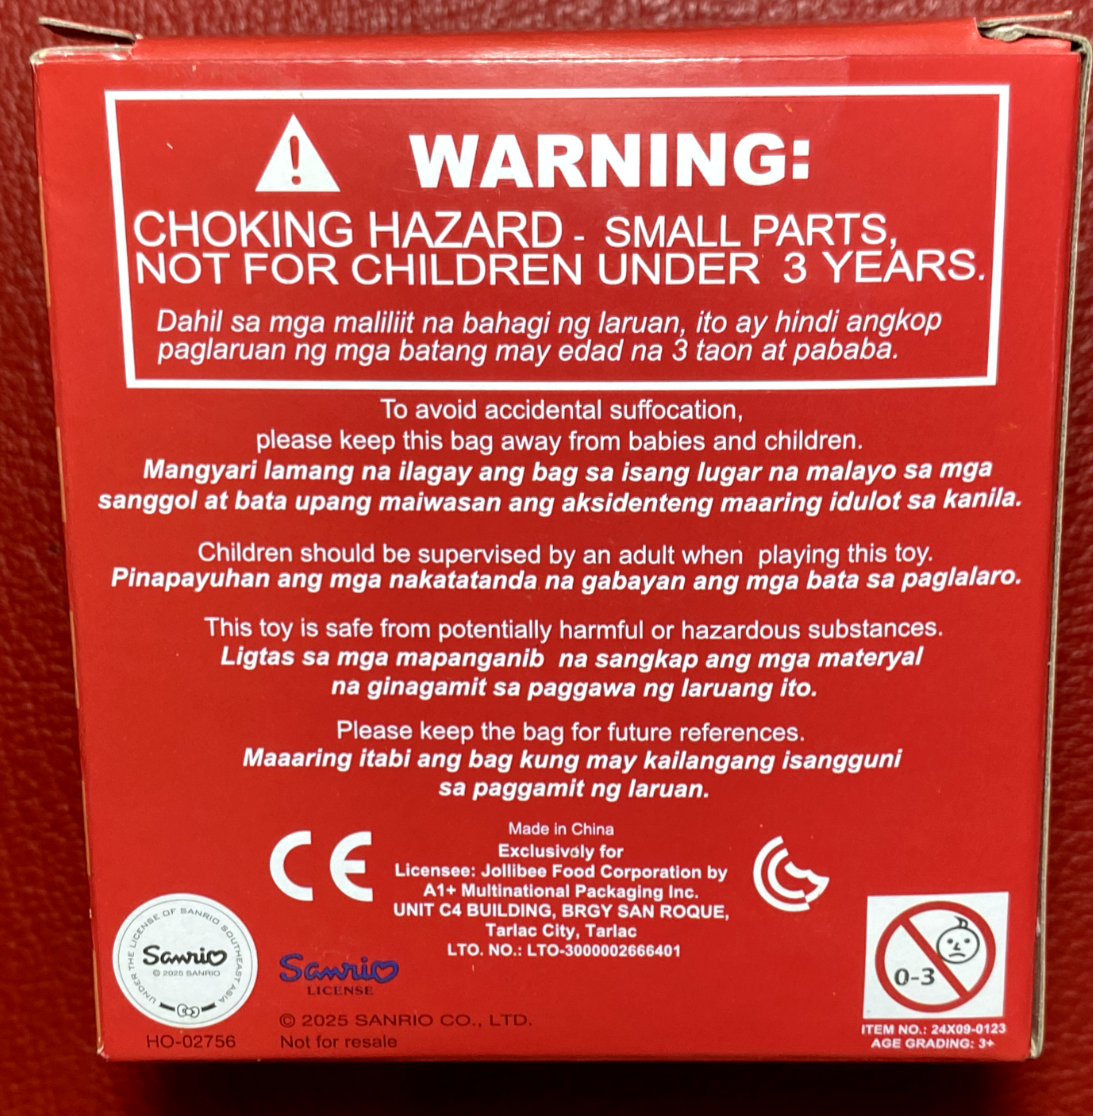 WARNING:
CHOKING HAZARD - SMALL PARTS,
NOT FOR CHILDREN UNDER 3 YEARS.
Dahil sa mga maliliit na bahagi ng laruan, ito ay hindi angkop
paglaruan ng mga batang may edad na 3 taon at pababa.
To avoid accidental suffocation,
please keep this bag away from babies and children.
Mangyari lamang na ilagay ang bag sa isang lugar na malayo sa mga
sanggol at bata upang maiwasan ang aksidenteng maaring idulot sa kanila.
Children should be supervised by an adult when playing this toy.
Pinapayuhan ang mga nakatatanda na gabayan ang mga bata sa paglalaro.
This toy is safe from potentially harmful or hazardous substances.
Ligtas sa mga mapanganib na sangkap ang mga materyal
na ginagamit sa paggawa ng laruang ito.
Please keep the bag for future references.
Maaaring itabi ang bag kung may kailangang isangguni
sa paggamit ng laruan.
CE
Made in China
Exclusively for
Licensee: Jollibee Food Corporation by
A1+ Multinational Packaging Inc.
UNIT C4 BUILDING, BRGY SAN ROQUE,
Tarlac City, Tarlac
LTO. NO.: LTO-3000002666401
UNDER THE LICENSE OF SANRIO SOUTHEAST ASIA
Sanrio
© 2025 SANRIO
HO-02756
Sanrio
LICENSE
© 2025 SANRIO CO., LTD.
Not for resale
0-3
ITEM NO.: 24X09-0123
AGE GRADING: 3+